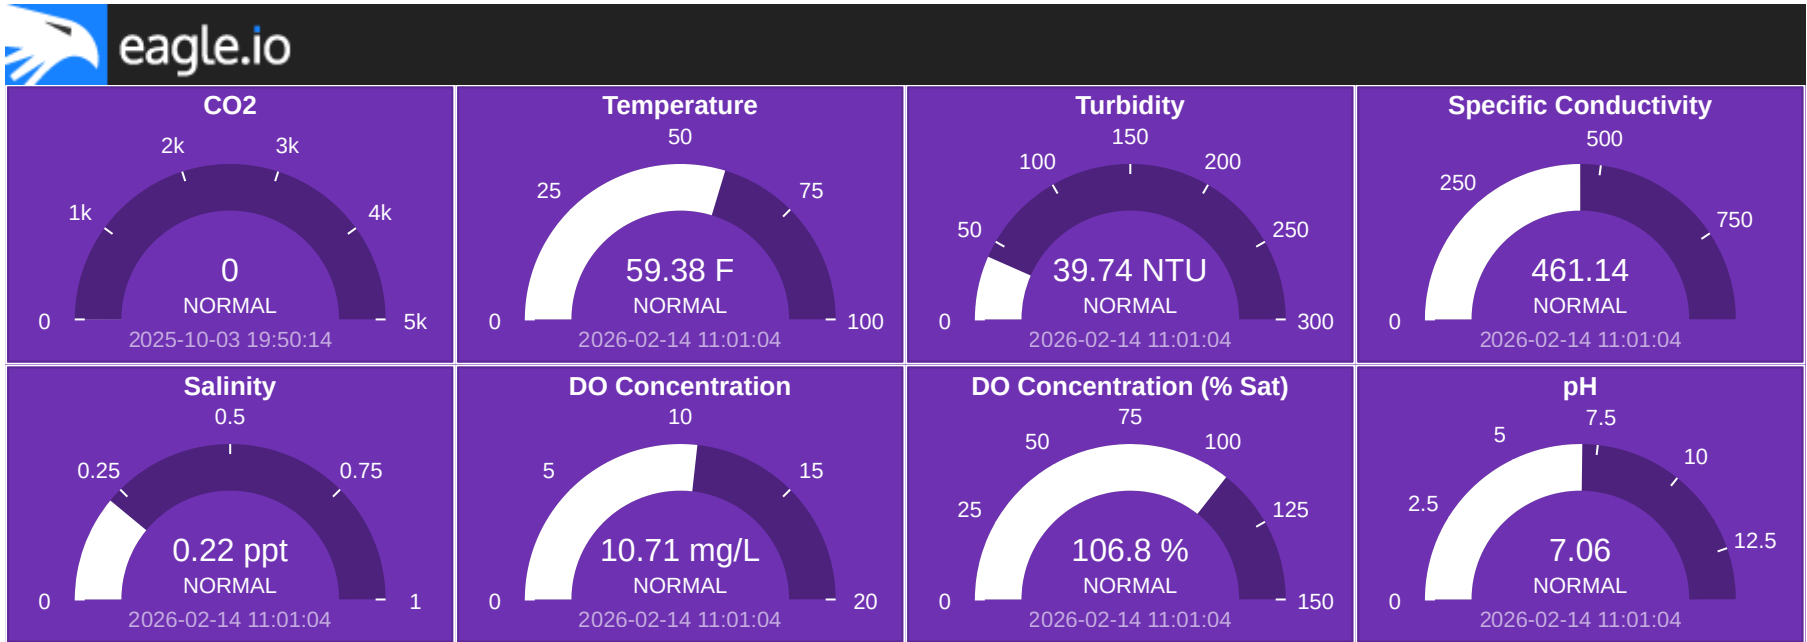 eagle.io
CO2
2k
3k
1k
4k
0
5k
0
NORMAL
2025-10-03 19:50:14
Temperature
50
25
75
0
100
59.38 F
NORMAL
2026-02-14 11:01:04
Turbidity
150
100
200
50
250
0
300
39.74 NTU
NORMAL
2026-02-14 11:01:04
Specific Conductivity
500
250
750
0
461.14
NORMAL
2026-02-14 11:01:04
Salinity
0.5
0.25
0.75
0
1
0.22 ppt
NORMAL
2026-02-14 11:01:04
DO Concentration
10
5
15
0
20
10.71 mg/L
NORMAL
2026-02-14 11:01:04
DO Concentration (% Sat)
75
50
100
25
125
0
150
106.8 %
NORMAL
2026-02-14 11:01:04
pH
7.5
5
10
2.5
12.5
0
7.06
NORMAL
2026-02-14 11:01:04